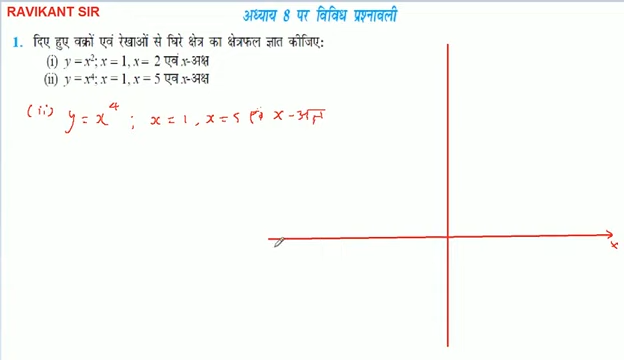 RAVIKANT SIR
अध्याय 8 पर विविध प्रश्नावली
1. दिए हुए वक्रों एवं रेखाओं से घिरे क्षेत्र का क्षेत्रफल ज्ञात कीजिए:
(i) y = x²; x = 1, x = 2 एवं x-अक्ष
(ii) y = x⁴; x = 1, x = 5 एवं x-अक्ष
(ii) y = x⁴ ; x = 1, x = 5 एवं x-अक्ष
x